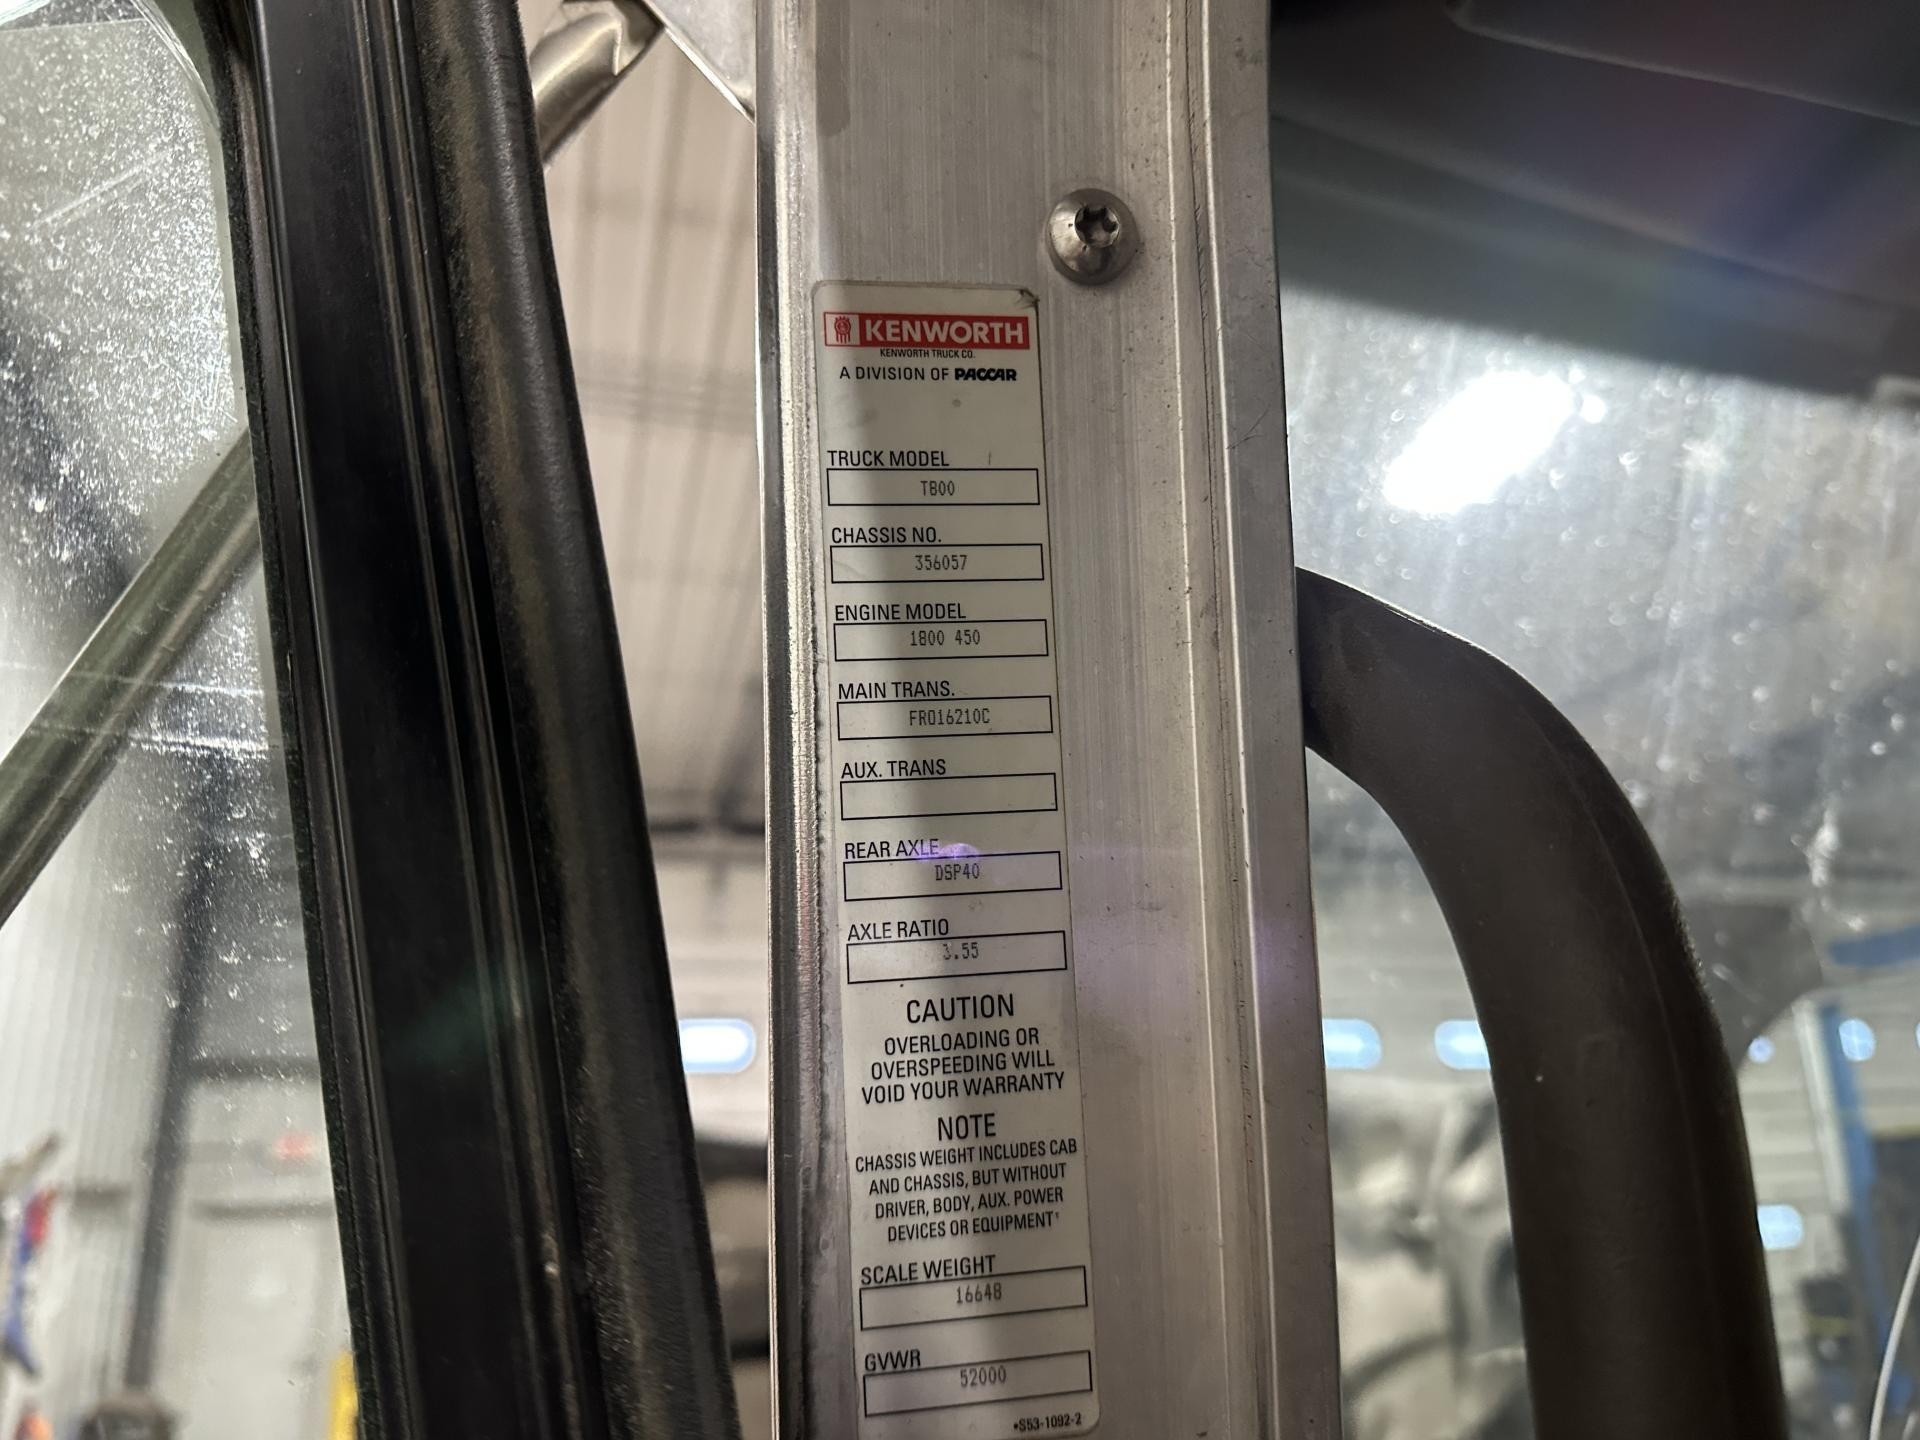 KENWORTH
KENWORTH TRUCK CO.
A DIVISION OF PACCAR
TRUCK MODEL
T800
CHASSIS NO.
356057
ENGINE MODEL
1800 450
MAIN TRANS.
FRO16210C
AUX. TRANS
REAR AXLE
DSP40
AXLE RATIO
3.55
CAUTION
OVERLOADING OR
OVERSPEEDING WILL
VOID YOUR WARRANTY
NOTE
CHASSIS WEIGHT INCLUDES CAB
AND CHASSIS, BUT WITHOUT
DRIVER, BODY, AUX. POWER
DEVICES OR EQUIPMENT'
SCALE WEIGHT
16648
GVWR
52000
•S53-1092-2